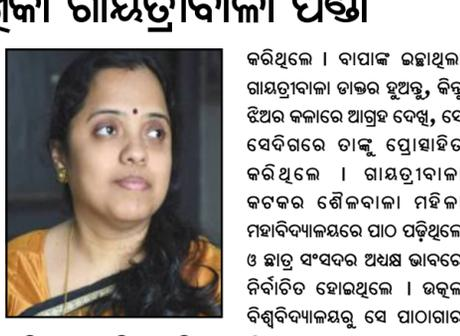 ଗାୟତ୍ରୀବାଳା ପଣ୍ଡା
କରିଥିଲେ । ବାପାଙ୍କ ଇଚ୍ଛାଥିଲ
ଗାୟତ୍ରୀବାଳା ଡାକ୍ତର ହୁଅନ୍ତୁ, କିନ୍ତୁ
ଝିଅର କଳାରେ ଆଗ୍ରହ ଦେଖି, ସେ
ସେଦିଗରେ ତାଙ୍କୁ ପ୍ରୋତ୍ସାହିତ
କରିଥିଲେ । ଗାୟତ୍ରୀବାଳ
କଟକର ଶୈଳବାଳା ମହିଳ
ମହାବିଦ୍ୟାଳୟରେ ପାଠ ପଢ଼ିଥିଲେ
ଓ ଛାତ୍ର ସଂସଦର ଅଧ୍ୟକ୍ଷ ଭାବରେ
ନିର୍ବାଚିତ ହୋଇଥିଲେ । ଉତ୍କଳ
ବିଶ୍ୱବିଦ୍ୟାଳୟରୁ ସେ ପାଠାଗାର